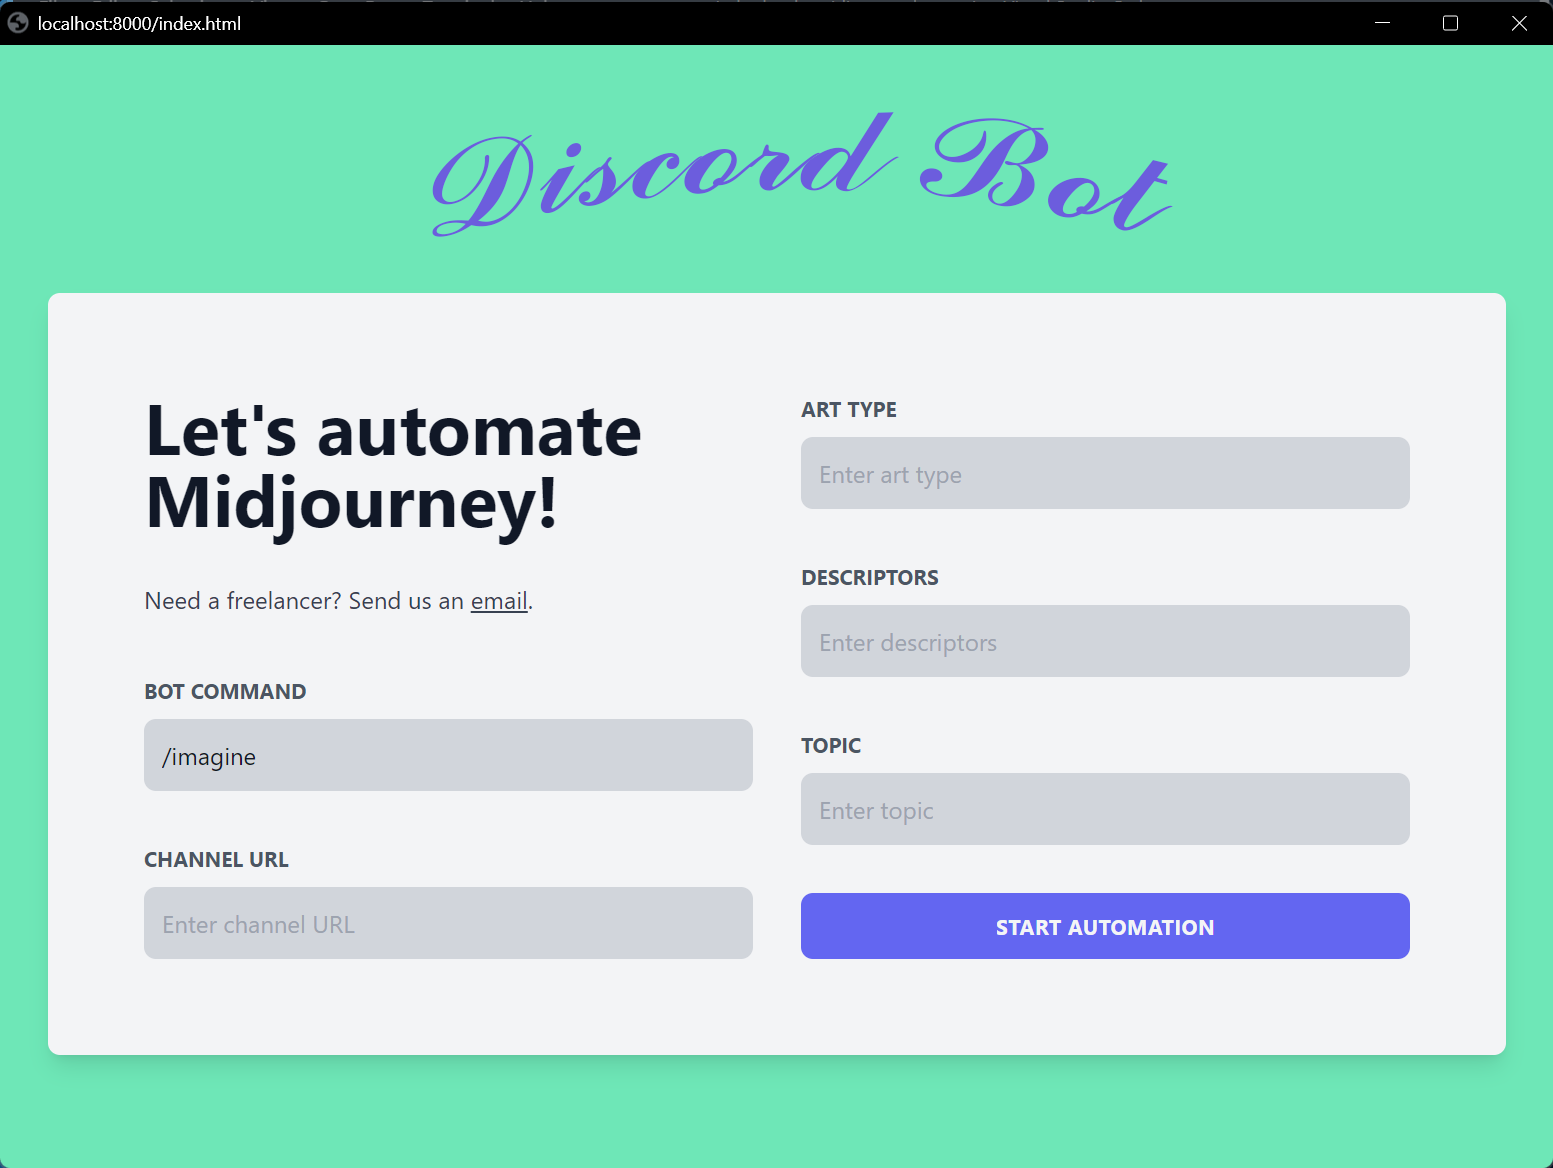 localhost:8000/index.html
Discord Bot
Let's automate
Midjourney!
Need a freelancer? Send us an email.
BOT COMMAND
/imagine
CHANNEL URL
Enter channel URL
ART TYPE
Enter art type
DESCRIPTORS
Enter descriptors
TOPIC
Enter topic
START AUTOMATION